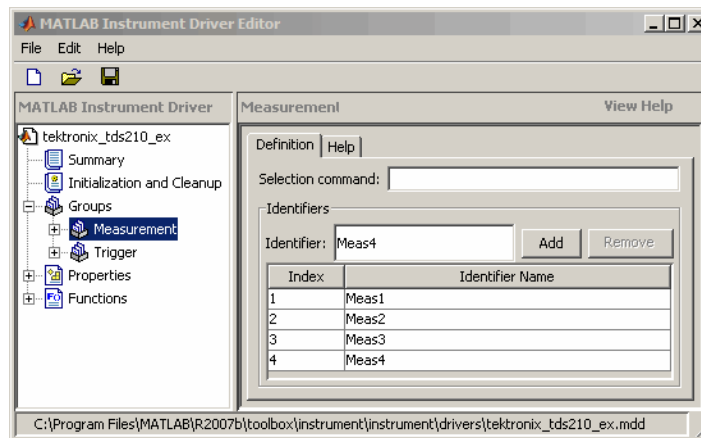 MATLAB Instrument Driver Editor
File Edit Help
MATLAB Instrument Driver
Measurement View Help
tektronix_tds210_ex
Summary
Initialization and Cleanup
Groups
Measurement
Trigger
Properties
Functions
Definition Help
Selection command:
Identifiers
Identifier: Meas4 Add Remove
Index Identifier Name
1 Meas1
2 Meas2
3 Meas3
4 Meas4
C:\Program Files\MATLAB\R2007b\toolbox\instrument\instrument\drivers\tektronix_tds210_ex.mdd